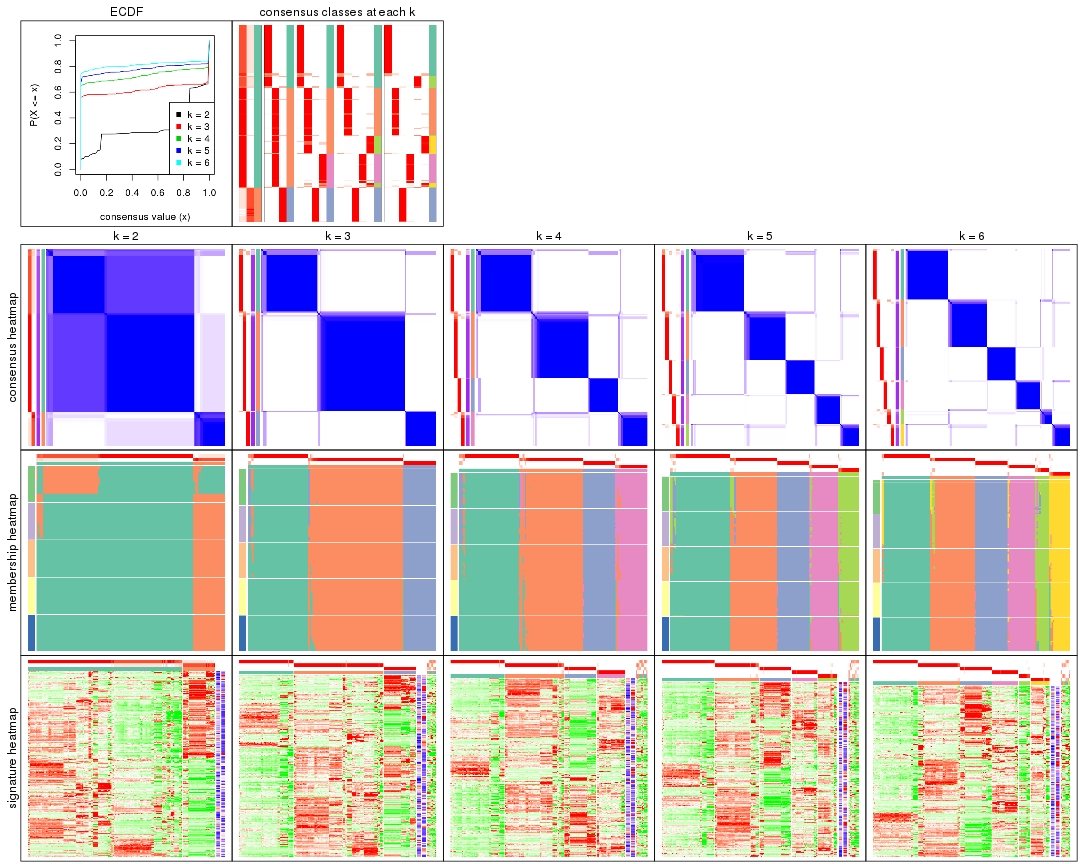 ECDF
consensus classes at each k
P(X <= x)
0.0 0.2 0.4 0.6 0.8 1.0
k = 2
k = 3
k = 4
k = 5
k = 6
0.0 0.2 0.4 0.6 0.8 1.0
consensus value (x)
k = 2
k = 3
k = 4
k = 5
k = 6
consensus heatmap
membership heatmap
signature heatmap